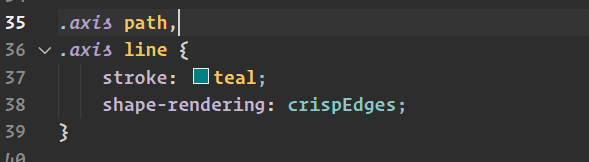 35 .axis path,
36 .axis line {
37 stroke: teal;
38 shape-rendering: crispEdges;
39 }
40